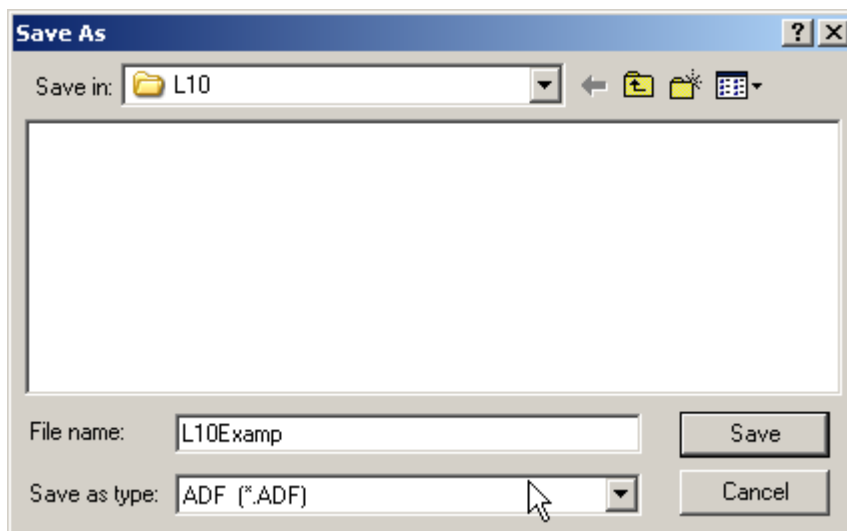 Save As
Save in: L10
File name: L10Examp Save
Save as type: ADF (*.ADF) Cancel